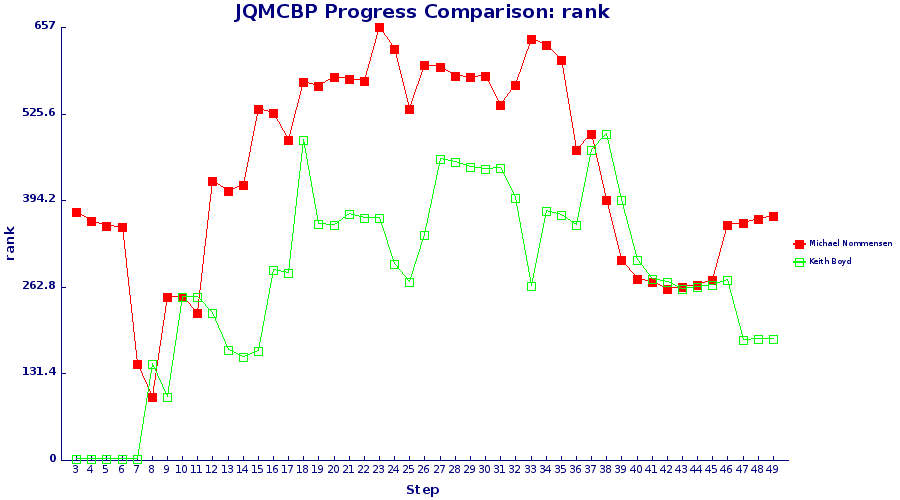 JQMCBP Progress Comparison: rank
657
525.6
394.2
262.8
131.4
0
rank
3 4 5 6 7 8 9 10 11 12 13 14 15 16 17 18 19 20 21 22 23 24 25 26 27 28 29 30 31 32 33 34 35 36 37 38 39 40 41 42 43 44 45 46 47 48 49
Step
Michael Nommensen
Keith Boyd